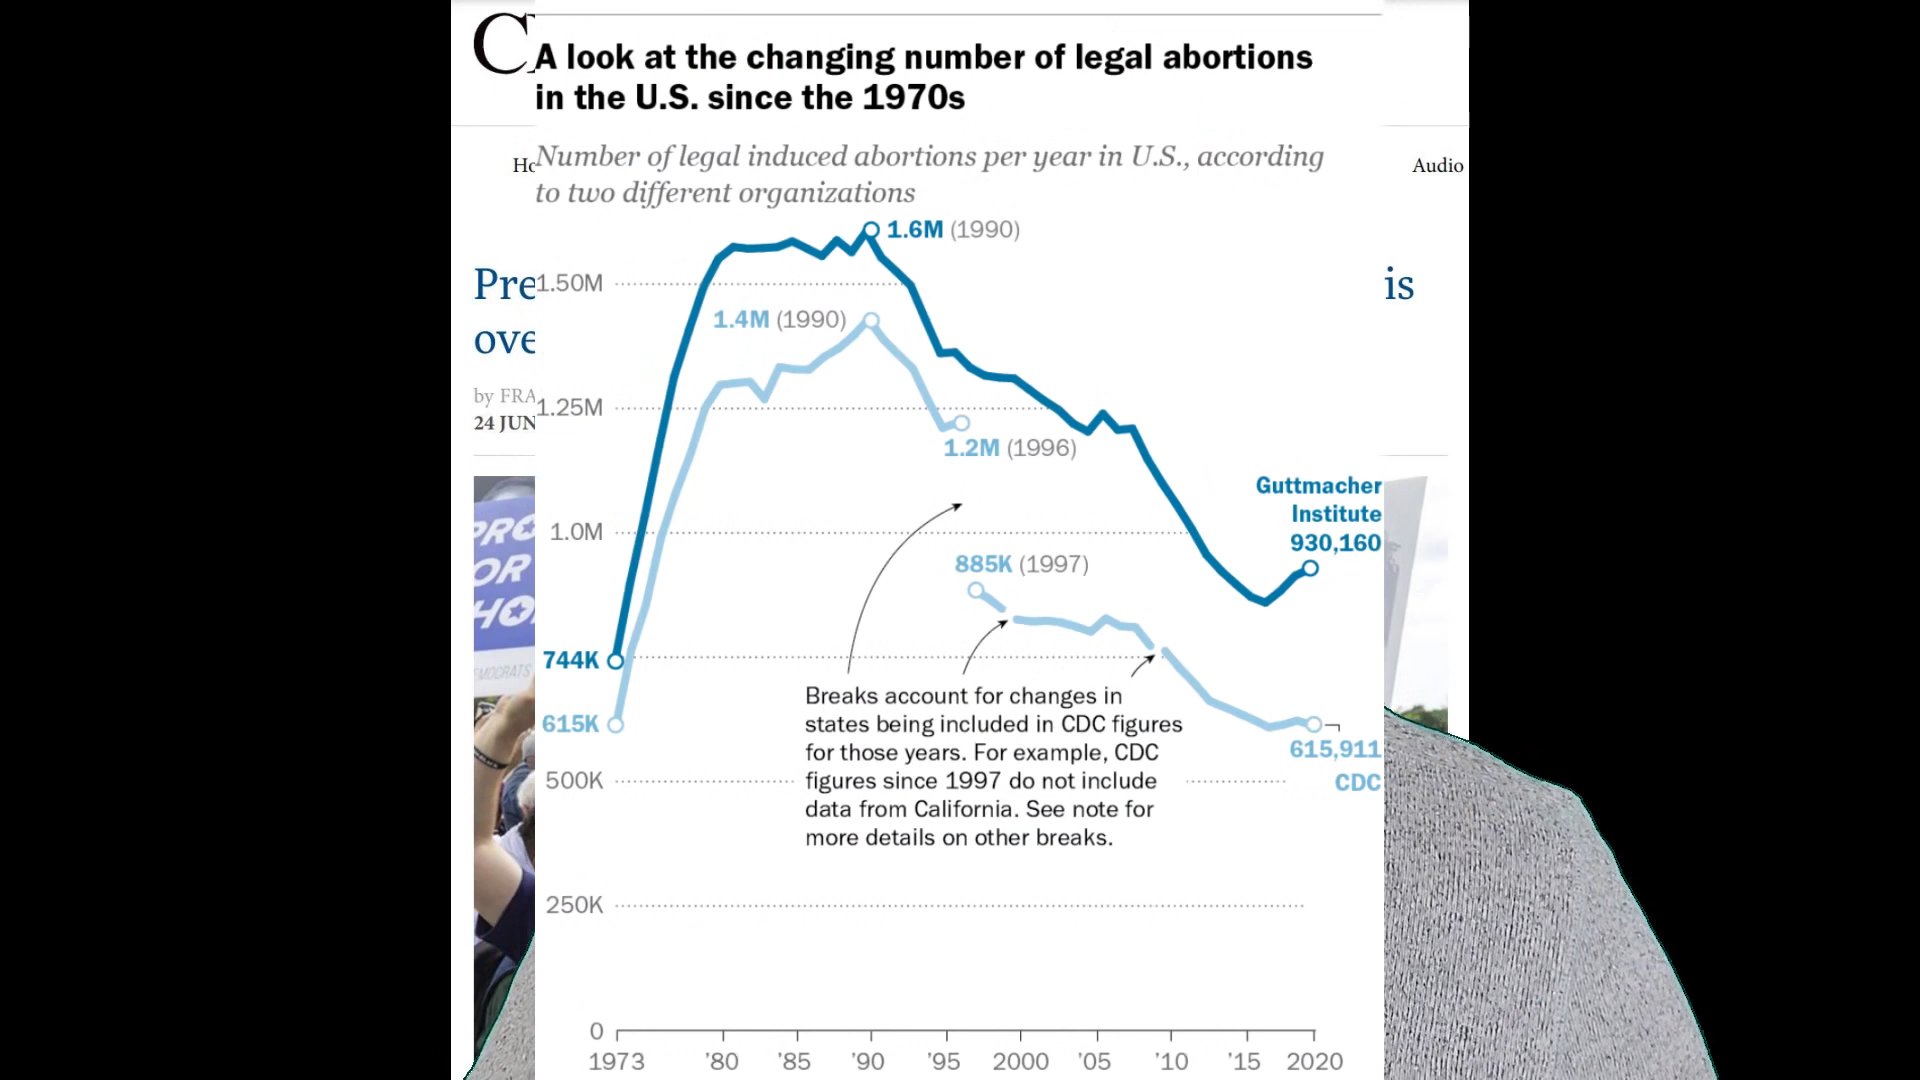 A look at the changing number of legal abortions
in the U.S. since the 1970s
Number of legal induced abortions per year in U.S., according
to two different organizations
Audio
is
by
24 JUN
1.6M (1990)
1.50M
1.4M (1990)
1.25M
1.2M (1996)
Guttmacher
Institute
930,160
1.0M
885K (1997)
744K
615K
Breaks account for changes in
states being included in CDC figures
for those years. For example, CDC
figures since 1997 do not include
data from California. See note for
more details on other breaks.
615,911
CDC
500K
250K
0
1973 '80 '85 '90 '95 2000 '05 '10 '15 2020